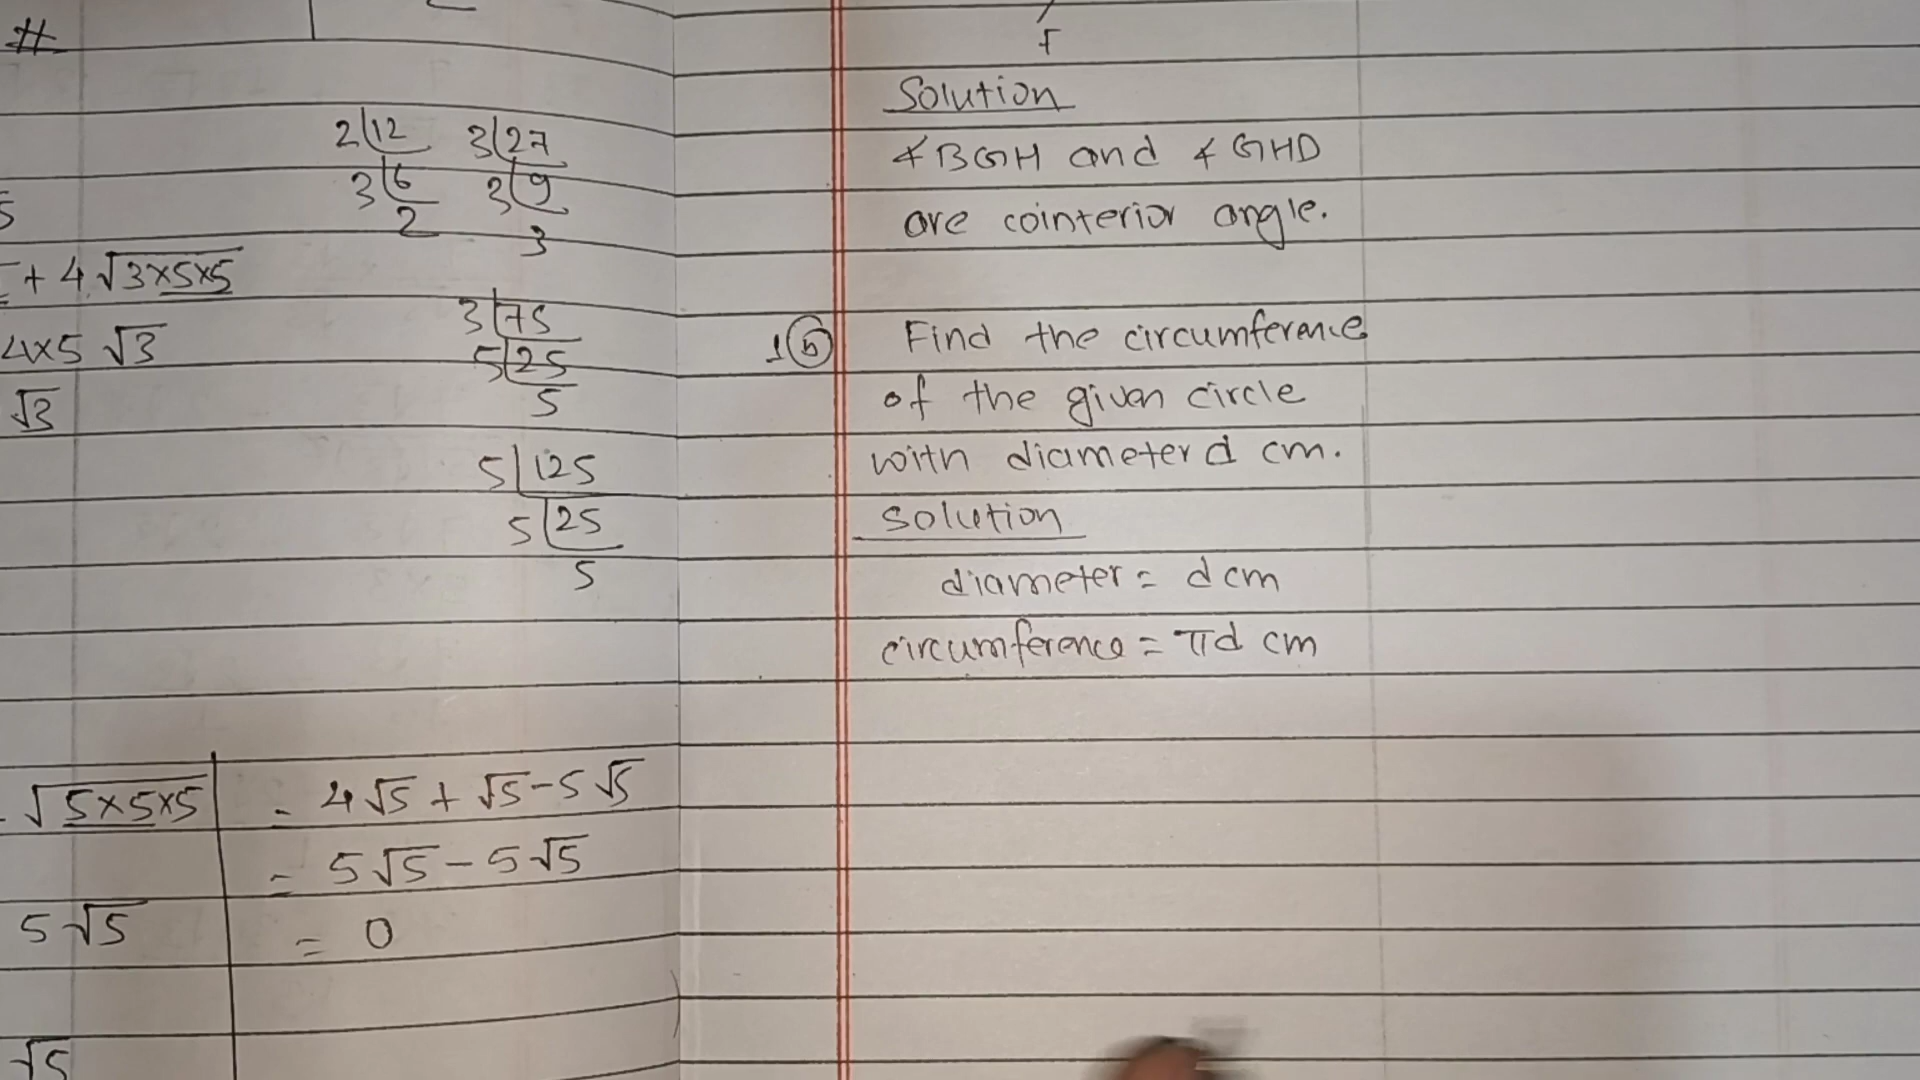 #
2|12 3|27
3|6 3|9
2 3
5
+ 4√3×5×5
3|75
4×5 √3
5|25
√3
5
5|125
5|25
5
√5×5×5 = 4√5 + √5-5√5
= 5√5 - 5√5
5√5 = 0
√5
F
Solution
∡BGH and ∡GHD
are cointerior angle.
1(b) Find the circumference
of the given circle
with diameter d cm.
solution
diameter = d cm
circumference = πd cm